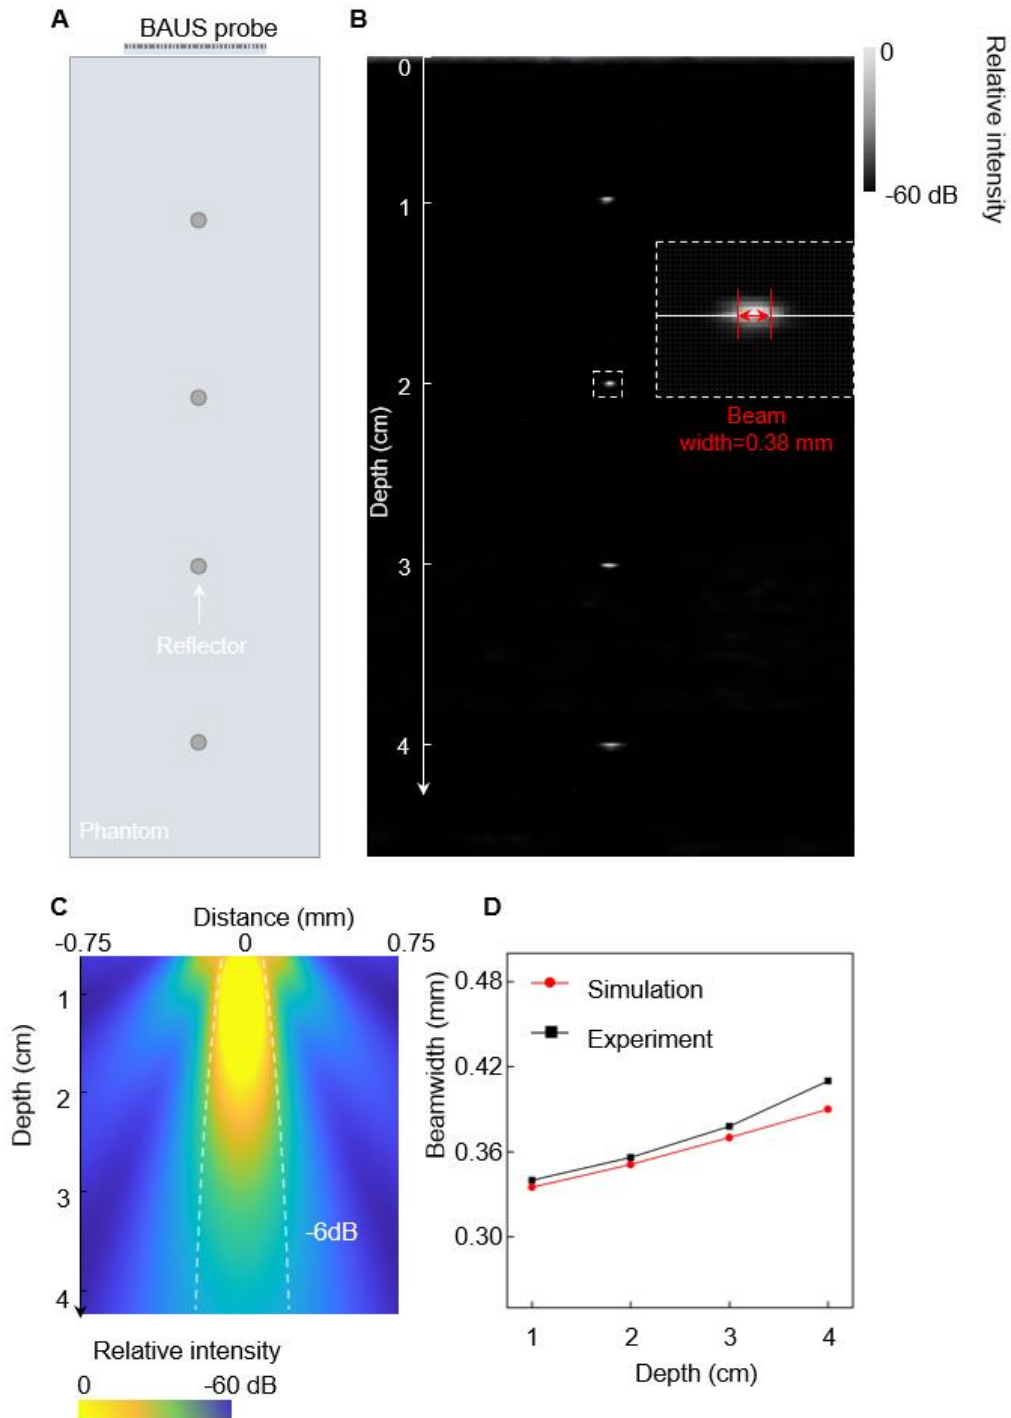 A
BAUS probe
Reflector
Phantom
B
0
1
2
3
4
Depth (cm)
Beam
width=0.38 mm
0
-60 dB
Relative intensity
C
Distance (mm)
-0.75
0
0.75
1
2
3
4
Depth (cm)
-6dB
Relative intensity
0
-60 dB
D
Beamwidth (mm)
0.48
0.42
0.36
0.30
Simulation
Experiment
1
2
3
4
Depth (cm)